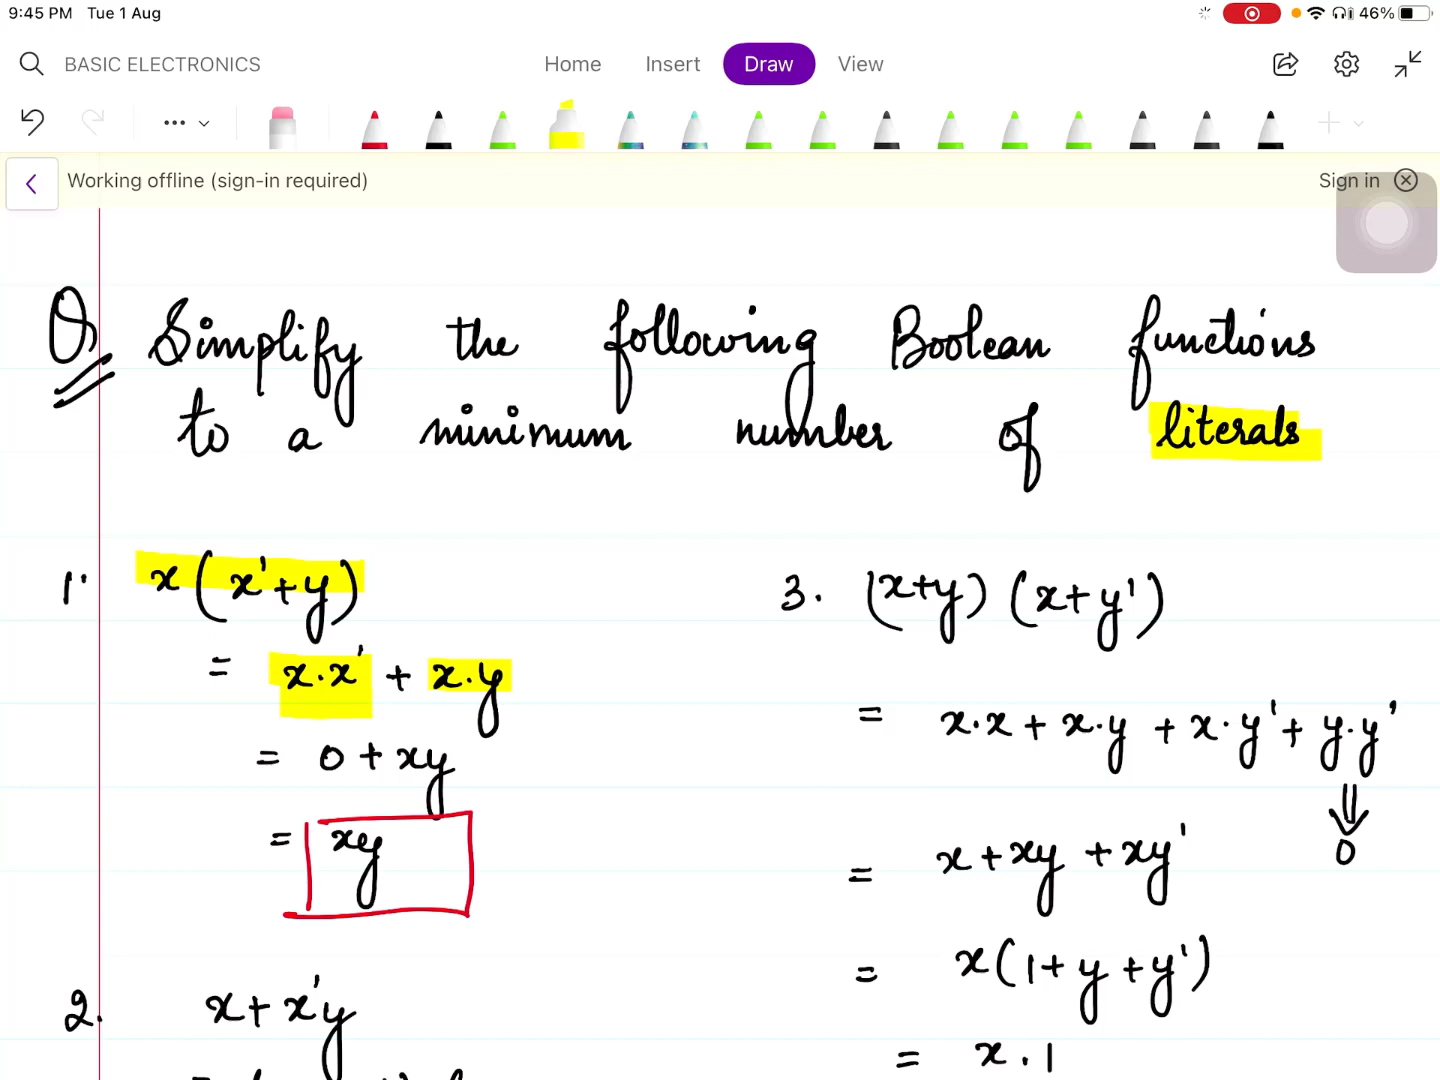 9:45 PM Tue 1 Aug
46%
BASIC ELECTRONICS
Home Insert Draw View
Working offline (sign-in required)
Sign in
Q. Simplify the following Boolean functions
to a minimum number of literals
1. x(x'+y)
= x·x' + x·y
= 0 + xy
= xy
2. x + x'y
3. (x+y) (x+y')
= x·x + x·y + x·y' + y·y'
⇓
0
= x + xy + xy'
= x(1+y+y')
= x·1